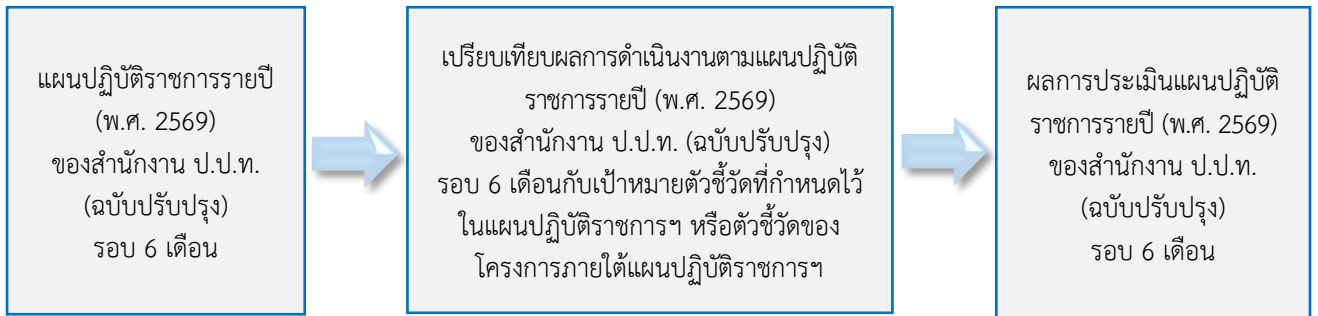 แผนปฏิบัติราชการรายปี
(พ.ศ. 2569)
ของสำนักงาน ป.ป.ท.
(ฉบับปรับปรุง)
รอบ 6 เดือน
เปรียบเทียบผลการดำเนินงานตามแผนปฏิบัติ
ราชการรายปี (พ.ศ. 2569)
ของสำนักงาน ป.ป.ท. (ฉบับปรับปรุง)
รอบ 6 เดือนกับเป้าหมายตัวชี้วัดที่กำหนดไว้
ในแผนปฏิบัติราชการฯ หรือตัวชี้วัดของ
โครงการภายใต้แผนปฏิบัติราชการฯ
ผลการประเมินแผนปฏิบัติ
ราชการรายปี (พ.ศ. 2569)
ของสำนักงาน ป.ป.ท.
(ฉบับปรับปรุง)
รอบ 6 เดือน